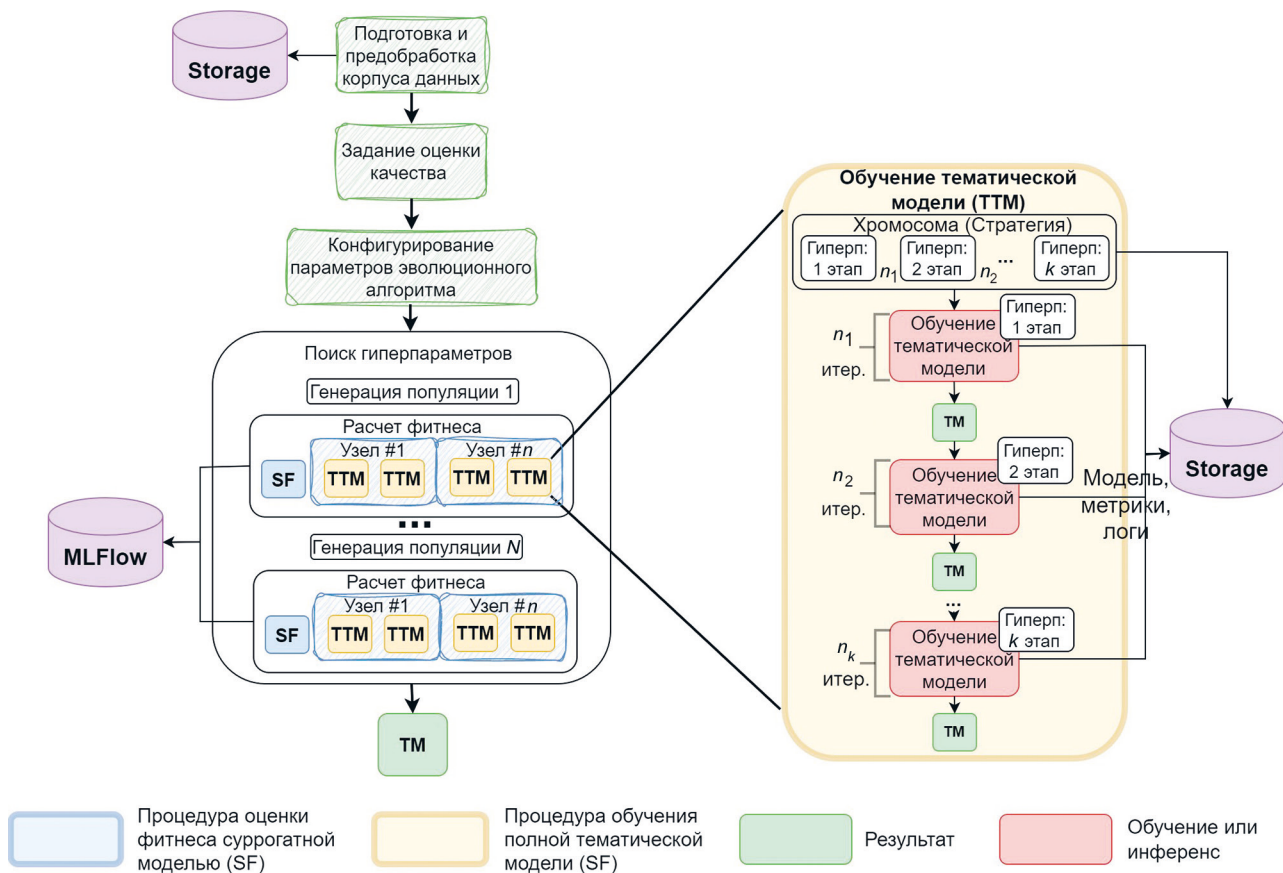 Подготовка и
предобработка
корпуса данных
Storage
Задание оценки
качества
Конфигурирование
параметров эволюционного
алгоритма
Поиск гиперпараметров
Генерация популяции 1
Расчет фитнеса
Узел #1
Узел #n
SF
TTM
TTM
TTM
TTM
...
MLFlow
Генерация популяции N
Расчет фитнеса
Узел #1
Узел #n
SF
TTM
TTM
TTM
TTM
TM
Обучение тематической
модели (TTM)
Хромосома (Стратегия)
Гиперп:
1 этап
n1
Гиперп:
2 этап
n2
...
Гиперп:
k этап
Гиперп:
1 этап
n1
итер.
Обучение
тематической
модели
TM
Гиперп:
2 этап
n2
итер.
Обучение
тематической
модели
TM
...
Гиперп:
k этап
nk
итер.
Обучение
тематической
модели
TM
Storage
Модель,
метрики,
логи
Процедура оценки
фитнеса суррогатной
моделью (SF)
Процедура обучения
полной тематической
модели (SF)
Результат
Обучение или
инференс